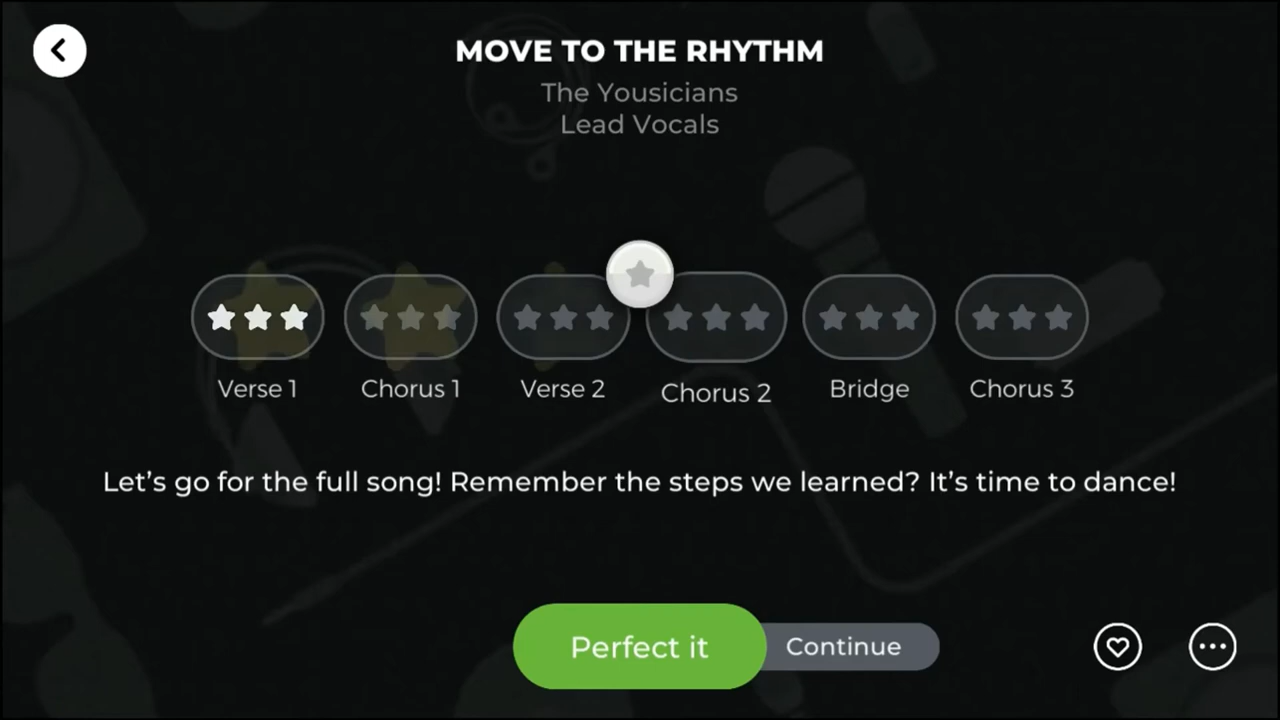 MOVE TO THE RHYTHM
The Yousicians
Lead Vocals
Verse 1
Chorus 1
Verse 2
Chorus 2
Bridge
Chorus 3
Let's go for the full song! Remember the steps we learned? It's time to dance!
Perfect it
Continue